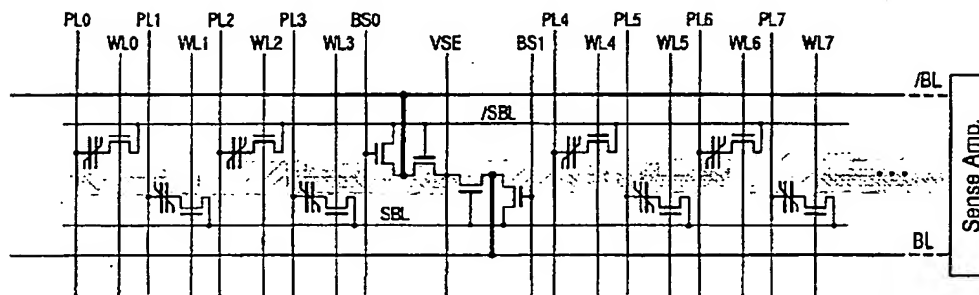 PL0 PL1 PL2 PL3 BS0 PL4 PL5 PL6 PL7
WL0 WL1 WL2 WL3 VSE BS1 WL4 WL5 WL6 WL7
/BL
/SBL
SBL
BL
Sense Amp.